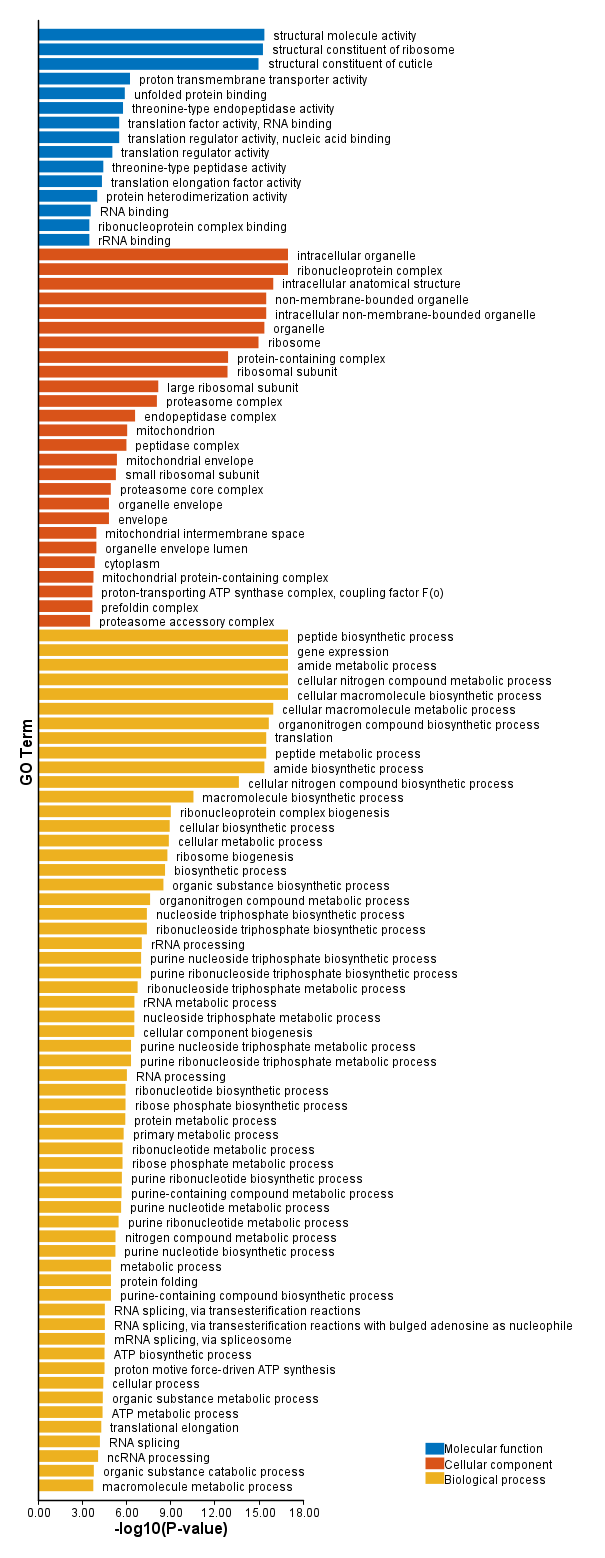 structural molecule activity
structural constituent of ribosome
structural constituent of cuticle
proton transmembrane transporter activity
unfolded protein binding
threonine-type endopeptidase activity
translation factor activity, RNA binding
translation regulator activity, nucleic acid binding
translation regulator activity
threonine-type peptidase activity
translation elongation factor activity
protein heterodimerization activity
RNA binding
ribonucleoprotein complex binding
rRNA binding
intracellular organelle
ribonucleoprotein complex
intracellular anatomical structure
non-membrane-bounded organelle
intracellular non-membrane-bounded organelle
organelle
ribosome
protein-containing complex
ribosomal subunit
large ribosomal subunit
proteasome complex
endopeptidase complex
mitochondrion
peptidase complex
mitochondrial envelope
small ribosomal subunit
proteasome core complex
organelle envelope
envelope
mitochondrial intermembrane space
organelle envelope lumen
cytoplasm
mitochondrial protein-containing complex
proton-transporting ATP synthase complex, coupling factor F(o)
prefoldin complex
proteasome accessory complex
peptide biosynthetic process
gene expression
amide metabolic process
cellular nitrogen compound metabolic process
cellular macromolecule biosynthetic process
cellular macromolecule metabolic process
organonitrogen compound biosynthetic process
translation
peptide metabolic process
amide biosynthetic process
cellular nitrogen compound biosynthetic process
macromolecule biosynthetic process
ribonucleoprotein complex biogenesis
cellular biosynthetic process
cellular metabolic process
ribosome biogenesis
biosynthetic process
organic substance biosynthetic process
organonitrogen compound metabolic process
nucleoside triphosphate biosynthetic process
ribonucleoside triphosphate biosynthetic process
rRNA processing
purine nucleoside triphosphate biosynthetic process
purine ribonucleoside triphosphate biosynthetic process
ribonucleoside triphosphate metabolic process
rRNA metabolic process
nucleoside triphosphate metabolic process
cellular component biogenesis
purine nucleoside triphosphate metabolic process
purine ribonucleoside triphosphate metabolic process
RNA processing
ribonucleotide biosynthetic process
ribose phosphate biosynthetic process
protein metabolic process
primary metabolic process
ribonucleotide metabolic process
ribose phosphate metabolic process
purine ribonucleotide biosynthetic process
purine-containing compound metabolic process
purine nucleotide metabolic process
purine ribonucleotide metabolic process
nitrogen compound metabolic process
purine nucleotide biosynthetic process
metabolic process
protein folding
purine-containing compound biosynthetic process
RNA splicing, via transesterification reactions
RNA splicing, via transesterification reactions with bulged adenosine as nucleophile
mRNA splicing, via spliceosome
ATP biosynthetic process
proton motive force-driven ATP synthesis
cellular process
organic substance metabolic process
ATP metabolic process
translational elongation
RNA splicing
ncRNA processing
organic substance catabolic process
macromolecule metabolic process
GO Term
Molecular function
Cellular component
Biological process
0.00 3.00 6.00 9.00 12.00 15.00 18.00
-log10(P-value)